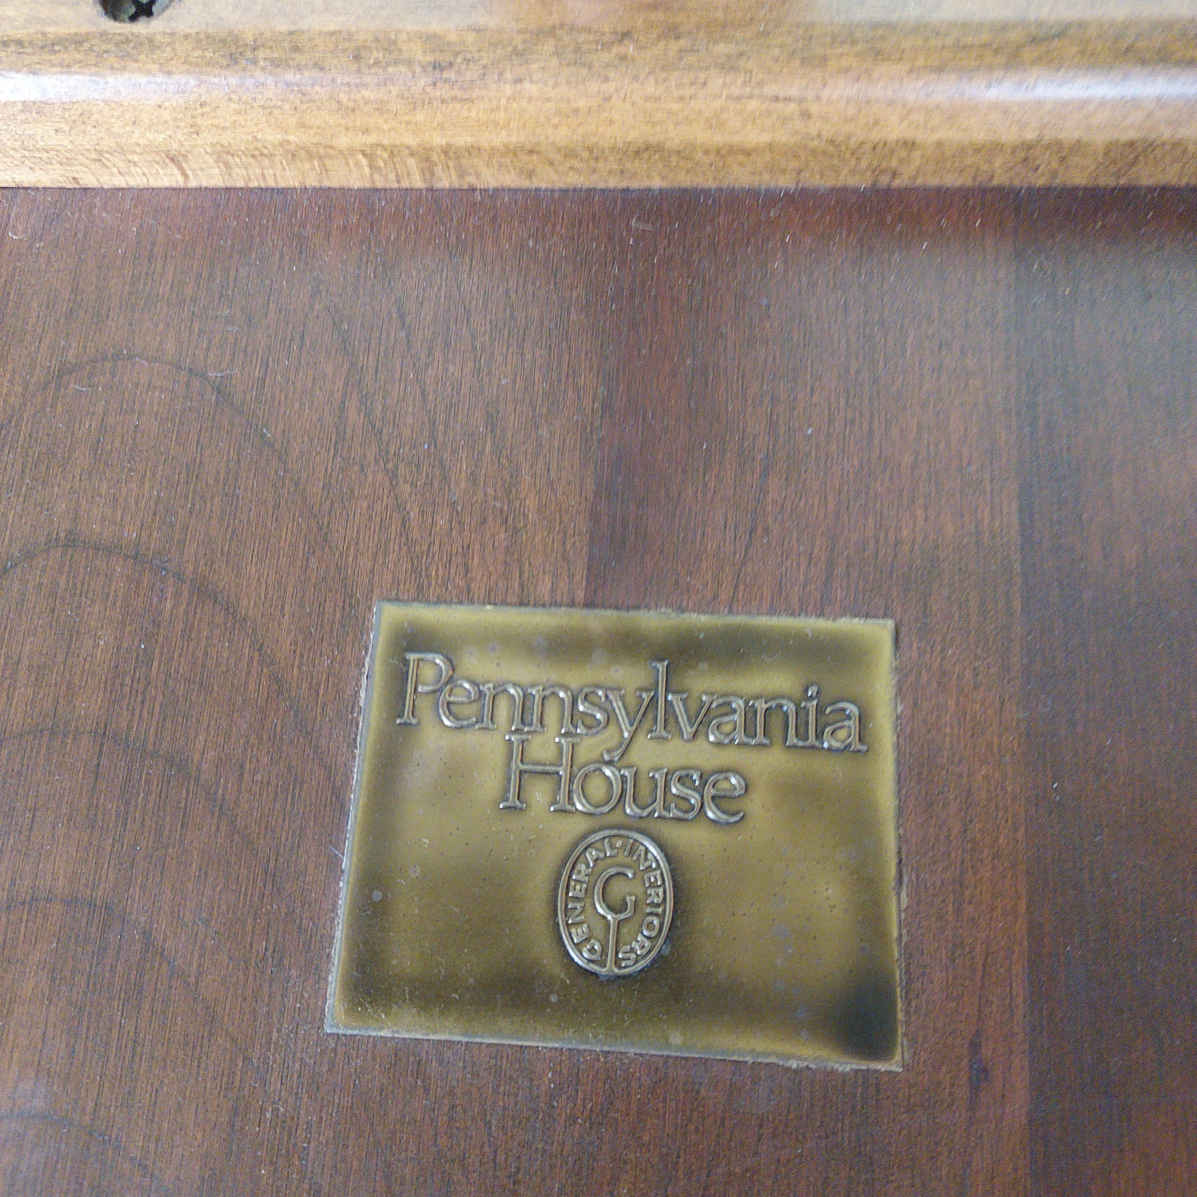 Pennsylvania
House
GENERAL·INTERIORS
G